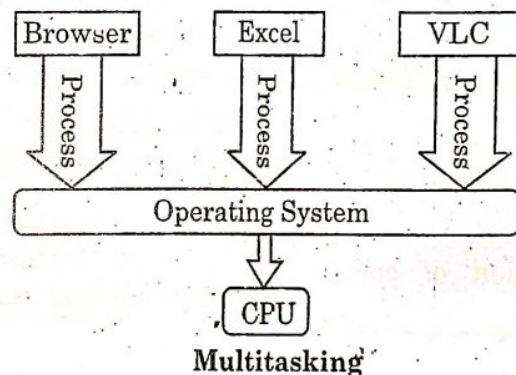 Browser Excel VLC
Process Process Process
Operating System
CPU
Multitasking